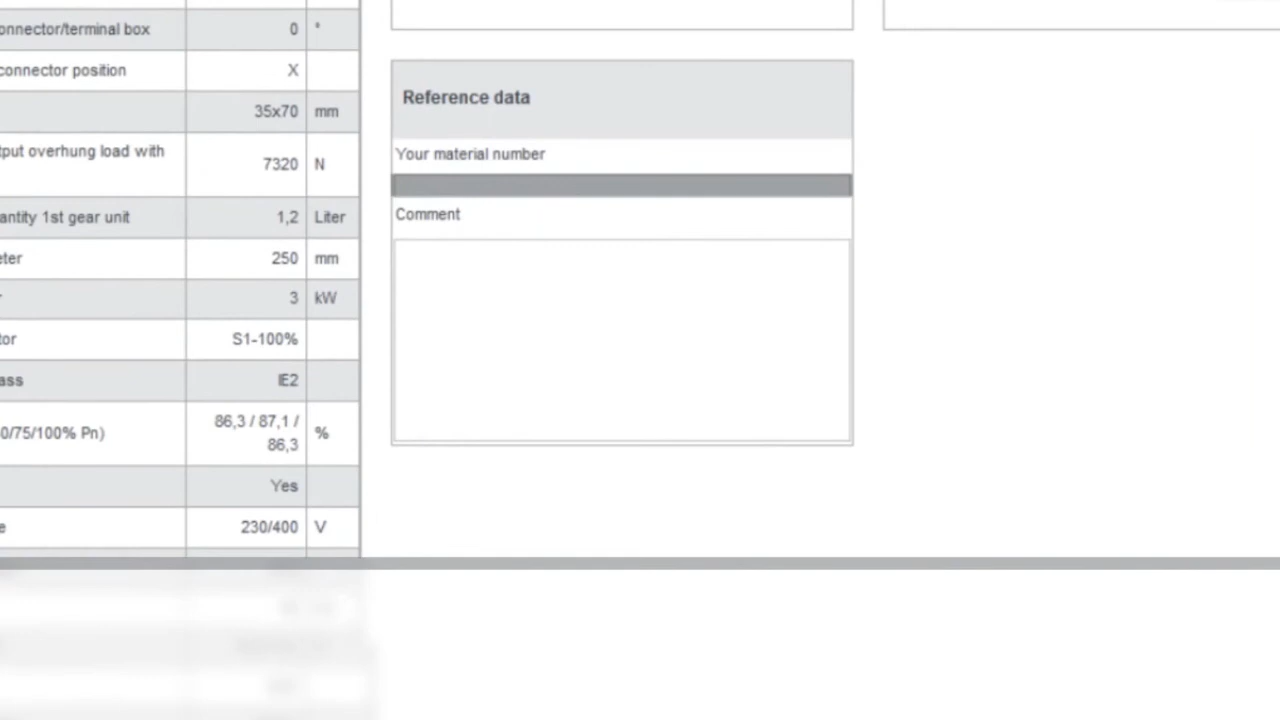 onnector/terminal box 0 °
connector position X
35x70 mm
tput overhung load with
7320 N
antity 1st gear unit 1,2 Liter
eter 250 mm
r 3 kW
tor S1-100%
ass IE2
0/75/100% Pn) 86,3 / 87,1 /
86,3 %
Yes
e 230/400 V
Reference data
Your material number
Comment